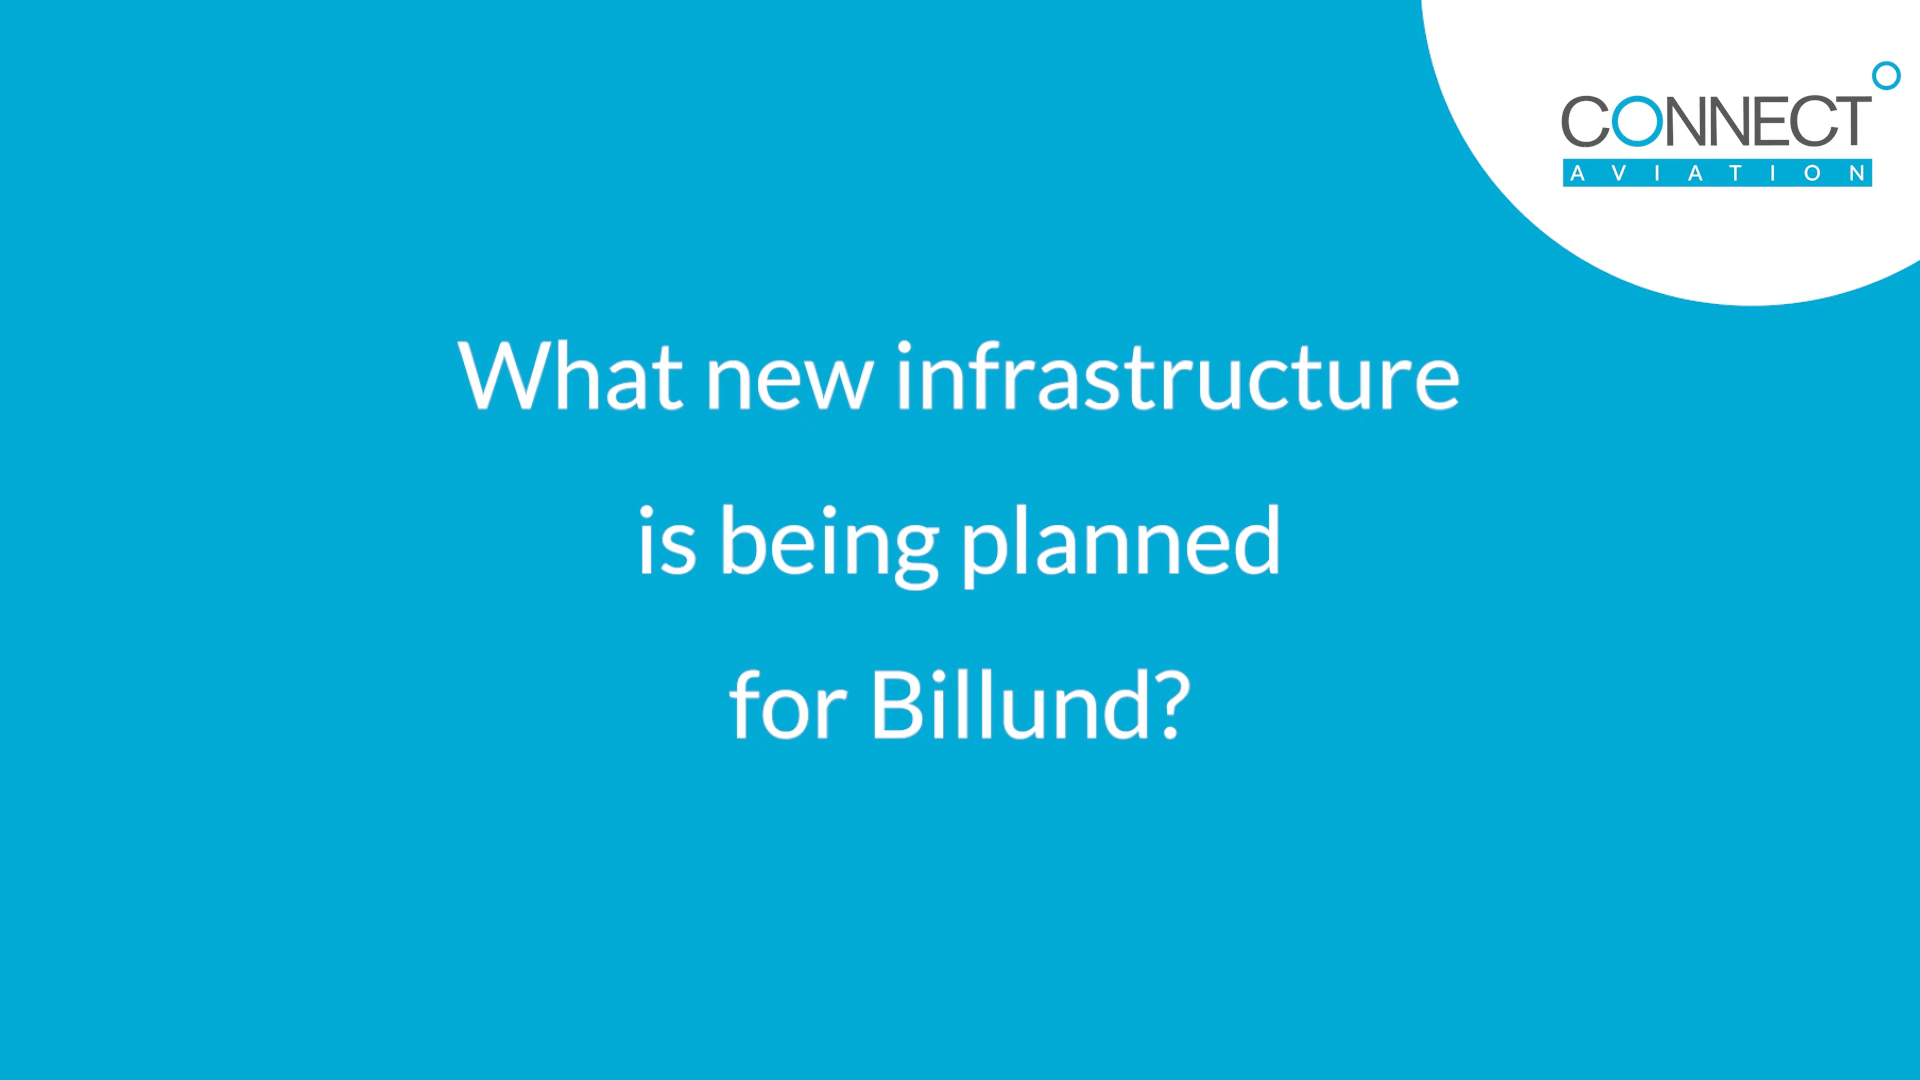 CONNECT
AVIATION
What new infrastructure
is being planned
for Billund?